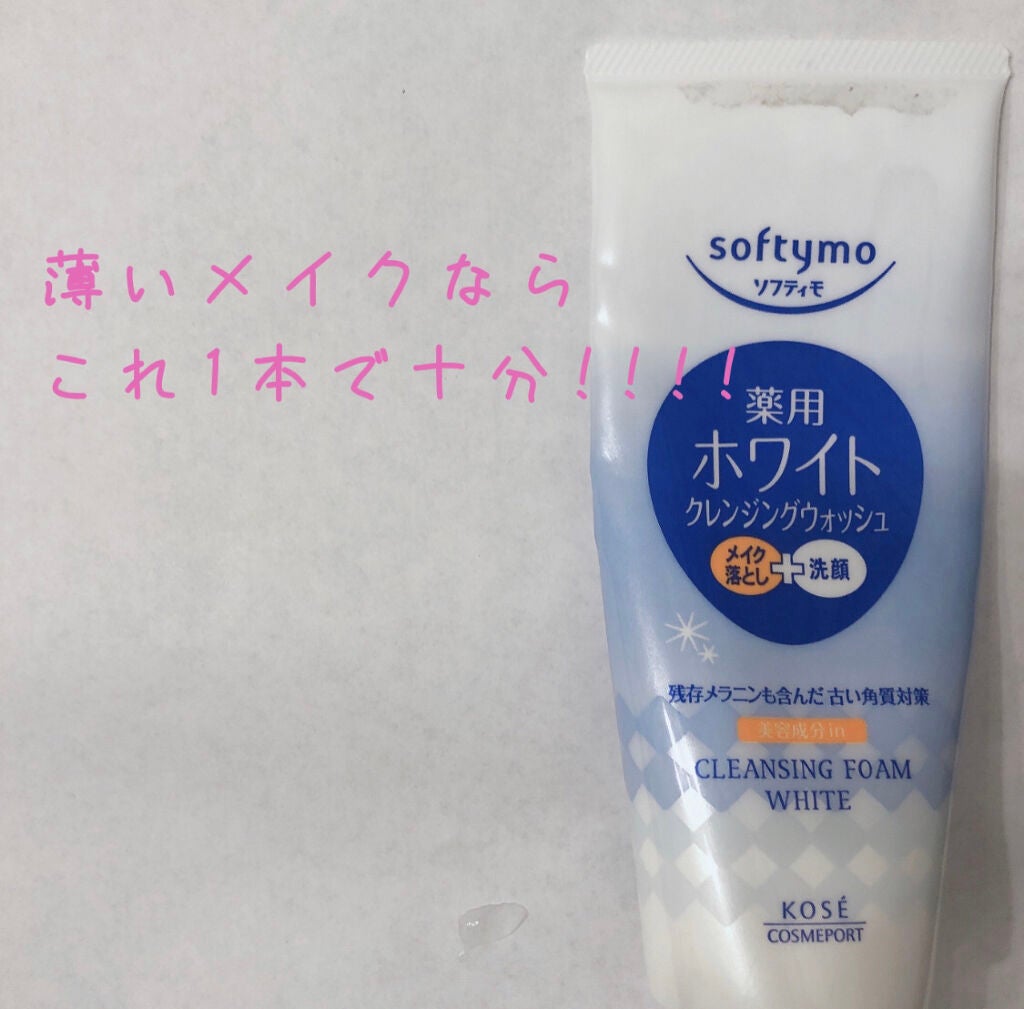 薄いメイクなら
これ1本で十分!!!!
softymo
ソフティモ
薬用
ホワイト
クレンジングウォッシュ
メイク
落とし
+
洗顔
残存メラニンも含んだ 古い角質対策
美容成分in
CLEANSING FOAM
WHITE
KOSÉ
COSMEPORT